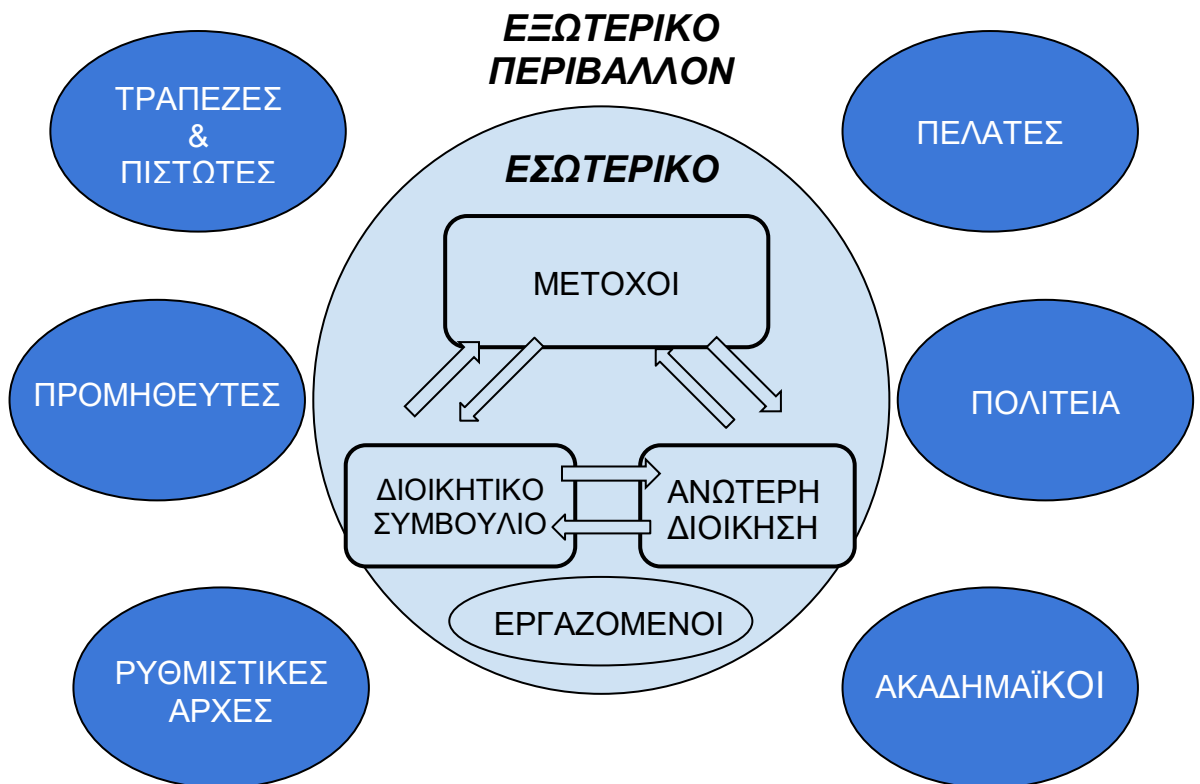 ΕΞΩΤΕΡΙΚΟ
ΠΕΡΙΒΑΛΛΟΝ
ΤΡΑΠΕΖΕΣ
&
ΠΙΣΤΩΤΕΣ
ΠΕΛΑΤΕΣ
ΕΣΩΤΕΡΙΚΟ
ΜΕΤΟΧΟΙ
ΠΡΟΜΗΘΕΥΤΕΣ
ΠΟΛΙΤΕΙΑ
ΔΙΟΙΚΗΤΙΚΟ
ΣΥΜΒΟΥΛΙΟ
ΑΝΩΤΕΡΗ
ΔΙΟΙΚΗΣΗ
ΕΡΓΑΖΟΜΕΝΟΙ
ΡΥΘΜΙΣΤΙΚΕΣ
ΑΡΧΕΣ
ΑΚΑΔΗΜΑΪΚΟΙ